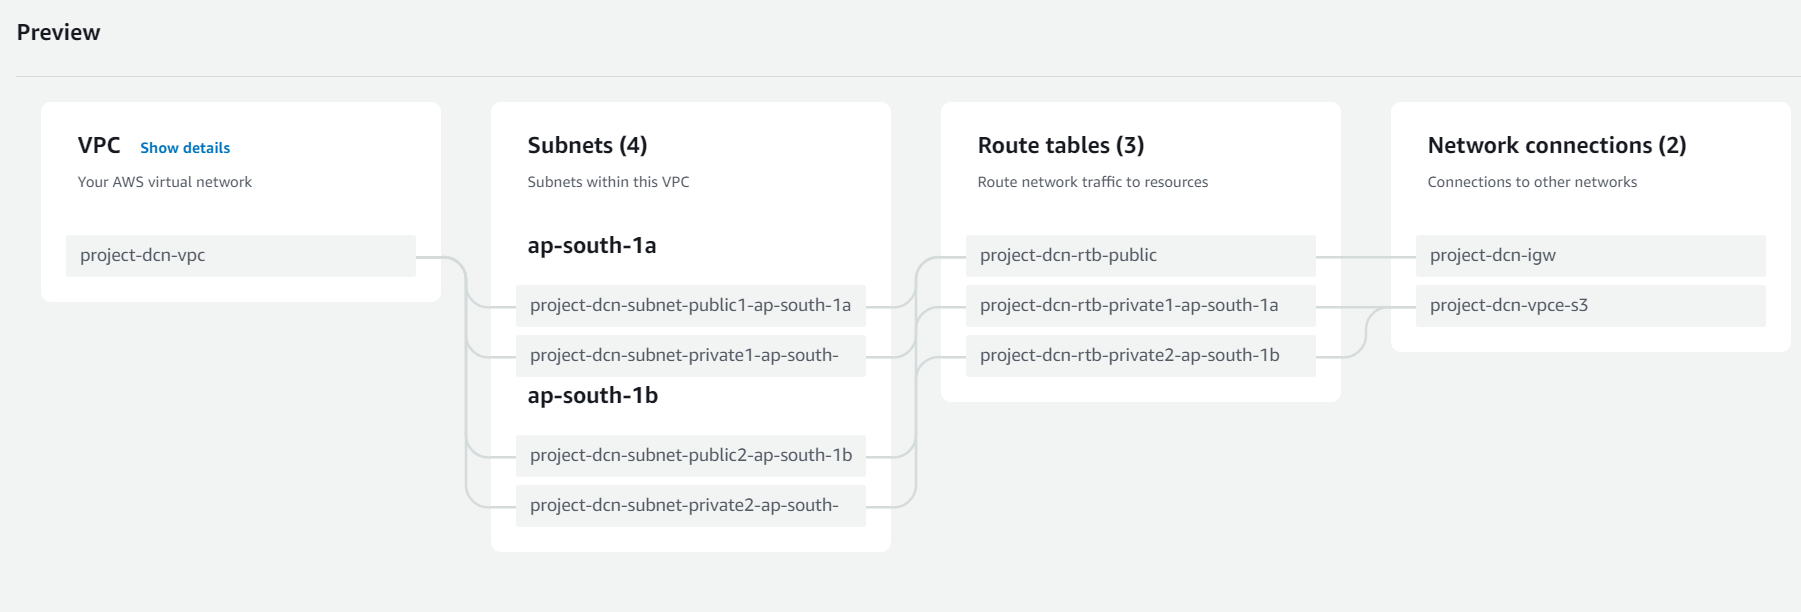 Preview
VPC Show details
Your AWS virtual network
project-dcn-vpc
Subnets (4)
Subnets within this VPC
ap-south-1a
project-dcn-subnet-public1-ap-south-1a
project-dcn-subnet-private1-ap-south-
ap-south-1b
project-dcn-subnet-public2-ap-south-1b
project-dcn-subnet-private2-ap-south-
Route tables (3)
Route network traffic to resources
project-dcn-rtb-public
project-dcn-rtb-private1-ap-south-1a
project-dcn-rtb-private2-ap-south-1b
Network connections (2)
Connections to other networks
project-dcn-igw
project-dcn-vpce-s3